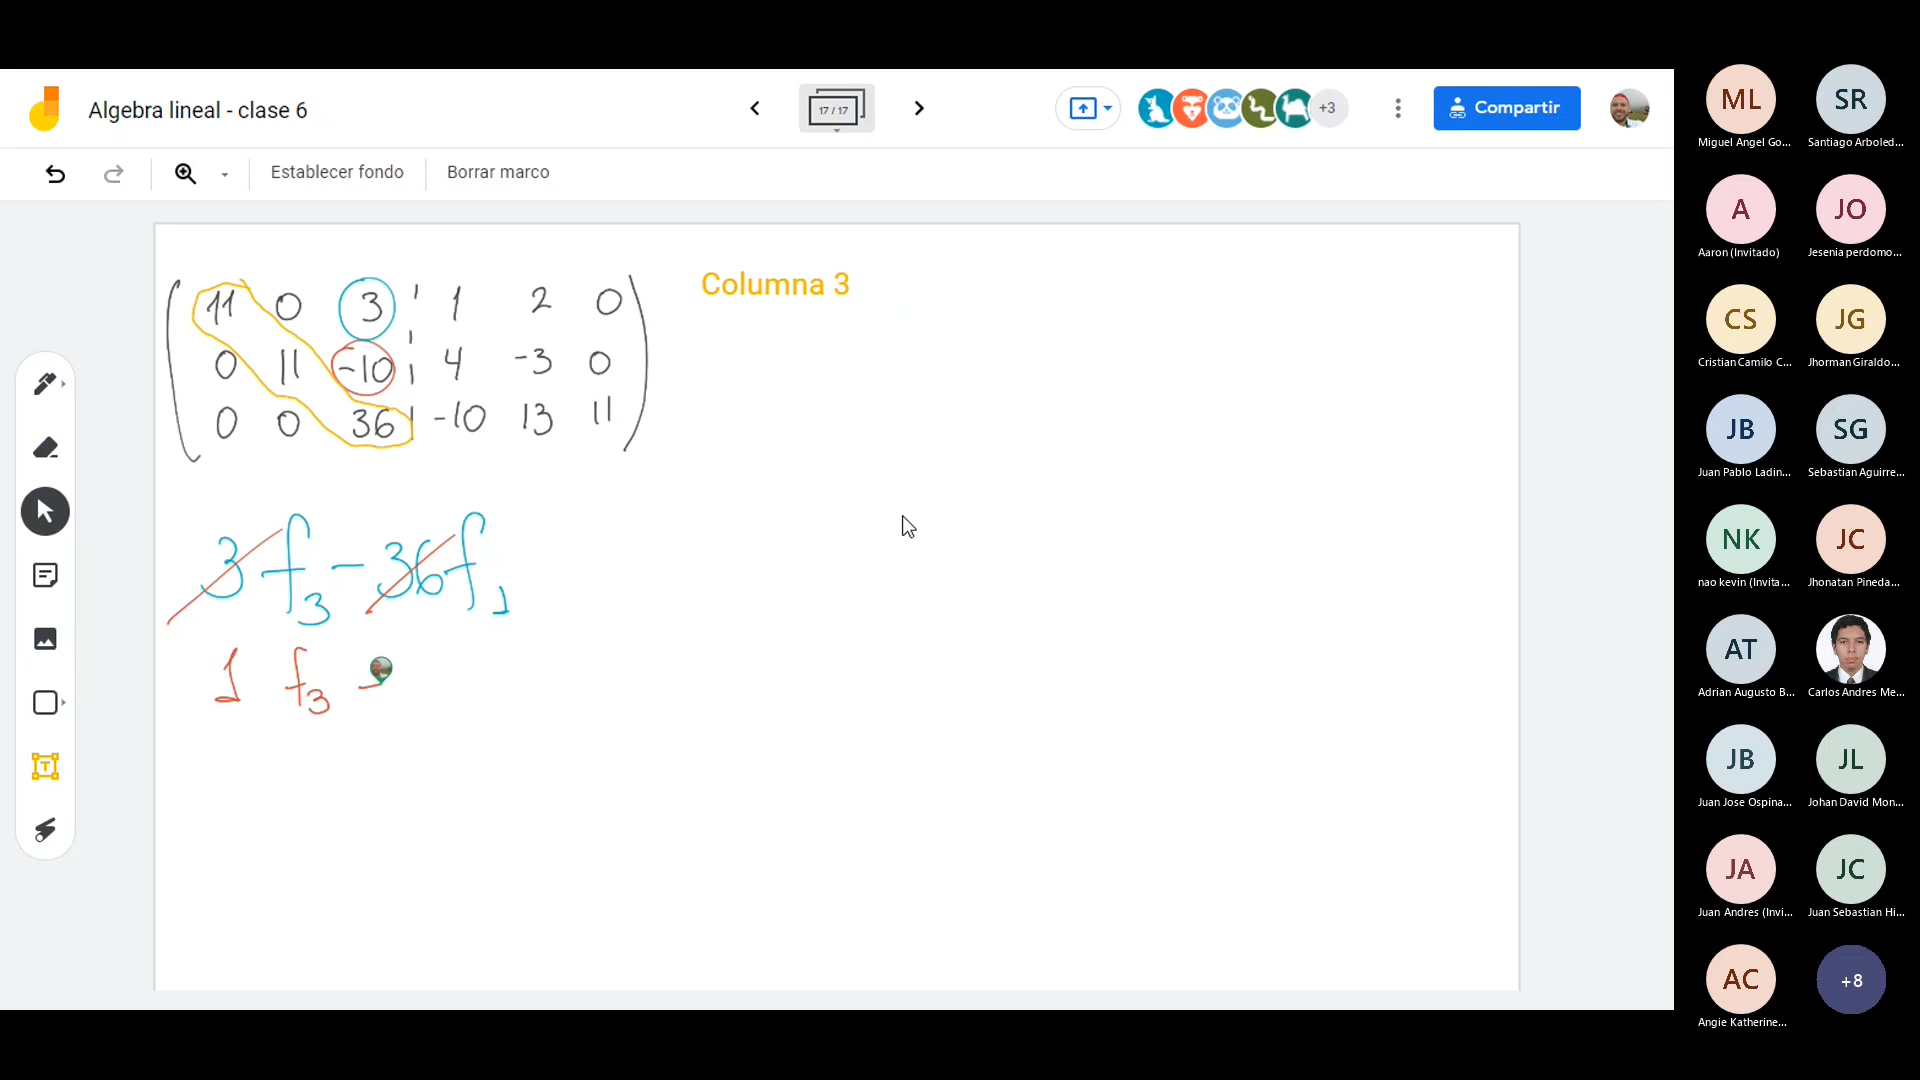 Algebra lineal - clase 6
17 / 17
+3
Compartir
Establecer fondo
Borrar marco
Columna 3
11 0 3 ¦ 1 2 0
0 11 -10 ¦ 4 -3 0
0 0 36 ¦ -10 13 11
3 f3 - 36 f1
1 f3 -
ML
Miguel Angel Go...
SR
Santiago Arboled...
A
Aaron (Invitado)
JO
Jesenia perdomo...
CS
Cristian Camilo C...
JG
Jhorman Giraldo...
JB
Juan Pablo Ladin...
SG
Sebastian Aguirre...
NK
nao kevin (Invita...
JC
Jhonatan Pineda...
AT
Adrian Augusto B...
Carlos Andres Me...
JB
Juan Jose Ospina...
JL
Johan David Mon...
JA
Juan Andres (Invi...
JC
Juan Sebastian Hi...
AC
Angie Katherine...
+8